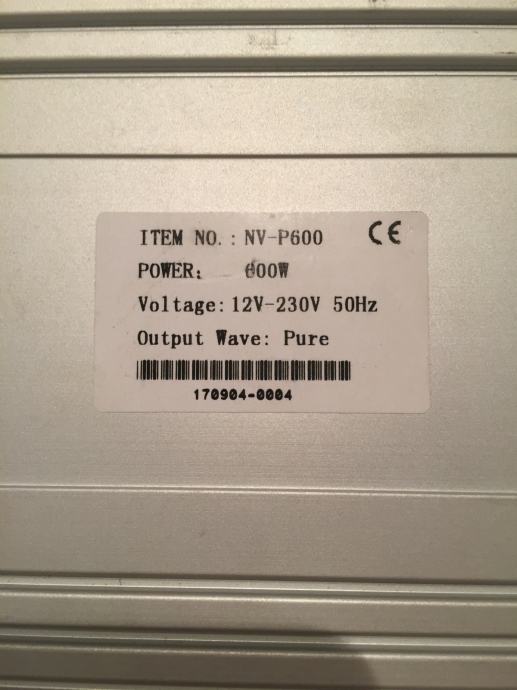 ITEM NO.: NV-P600 CE
POWER: 600W
Voltage: 12V-230V 50Hz
Output Wave: Pure
170904-0004